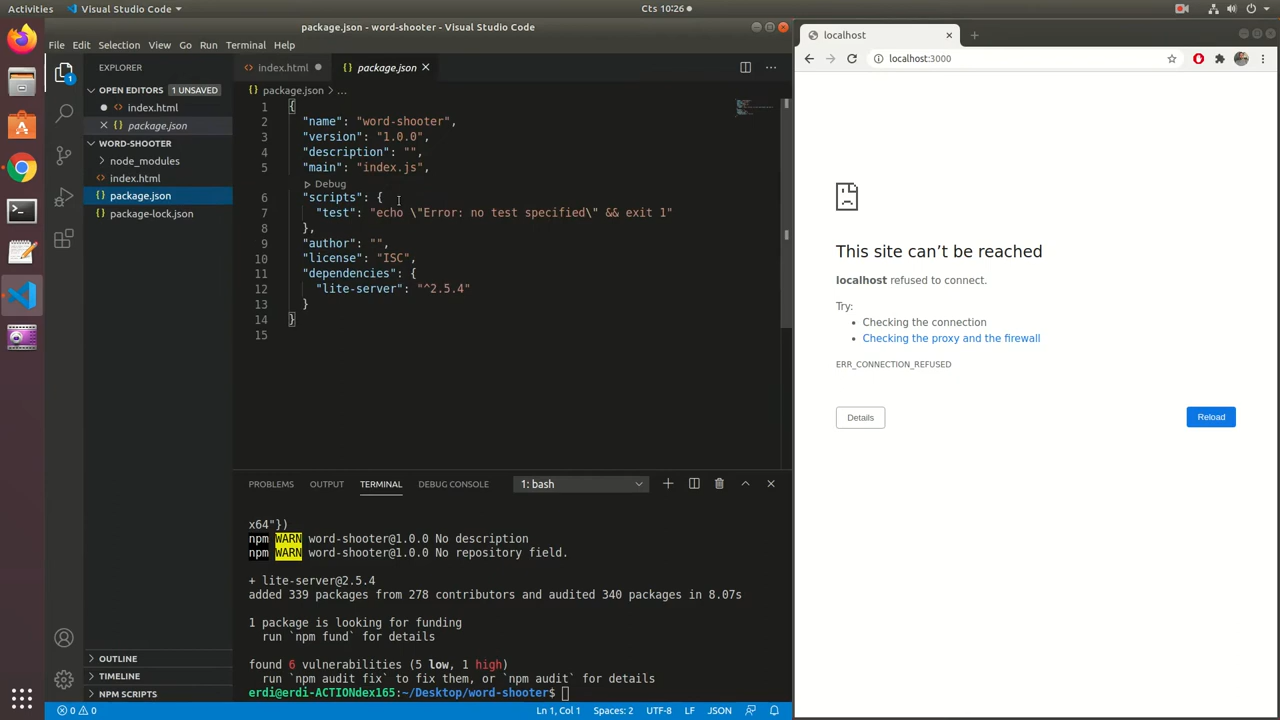 Activities
Visual Studio Code
Cts 10:26
package.json - word-shooter - Visual Studio Code
File Edit Selection View Go Run Terminal Help
EXPLORER
OPEN EDITORS 1 UNSAVED
index.html
package.json
WORD-SHOOTER
node_modules
index.html
package.json
package-lock.json
OUTLINE
TIMELINE
NPM SCRIPTS
1
index.html
package.json
package.json > ...
1 {
2 "name": "word-shooter",
3 "version": "1.0.0",
4 "description": "",
5 "main": "index.js",
Debug
6 "scripts": {
7 "test": "echo \"Error: no test specified\" && exit 1"
8 },
9 "author": "",
10 "license": "ISC",
11 "dependencies": {
12 "lite-server": "^2.5.4"
13 }
14 }
15
PROBLEMS OUTPUT TERMINAL DEBUG CONSOLE 1: bash
x64"})
npm WARN word-shooter@1.0.0 No description
npm WARN word-shooter@1.0.0 No repository field.
+ lite-server@2.5.4
added 339 packages from 278 contributors and audited 340 packages in 8.07s
1 package is looking for funding
run `npm fund` for details
found 6 vulnerabilities (5 low, 1 high)
run `npm audit fix` to fix them, or `npm audit` for details
erdi@erdi-ACTIONdex165:~/Desktop/word-shooter$
0 0
Ln 1, Col 1 Spaces: 2 UTF-8 LF JSON
localhost
localhost:3000
This site can't be reached
localhost refused to connect.
Try:
• Checking the connection
• Checking the proxy and the firewall
ERR_CONNECTION_REFUSED
Details
Reload